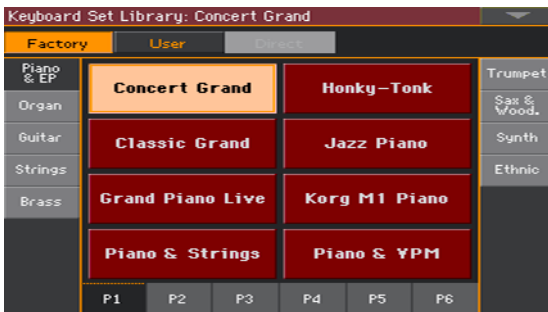 Keyboard Set Library: Concert Grand
Factory
User
Direct
Piano
& EP
Organ
Guitar
Strings
Brass
Concert Grand
Honky-Tonk
Classic Grand
Jazz Piano
Grand Piano Live
Korg M1 Piano
Piano & Strings
Piano & YPM
Trumpet
Sax &
Wood.
Synth
Ethnic
P1
P2
P3
P4
P5
P6